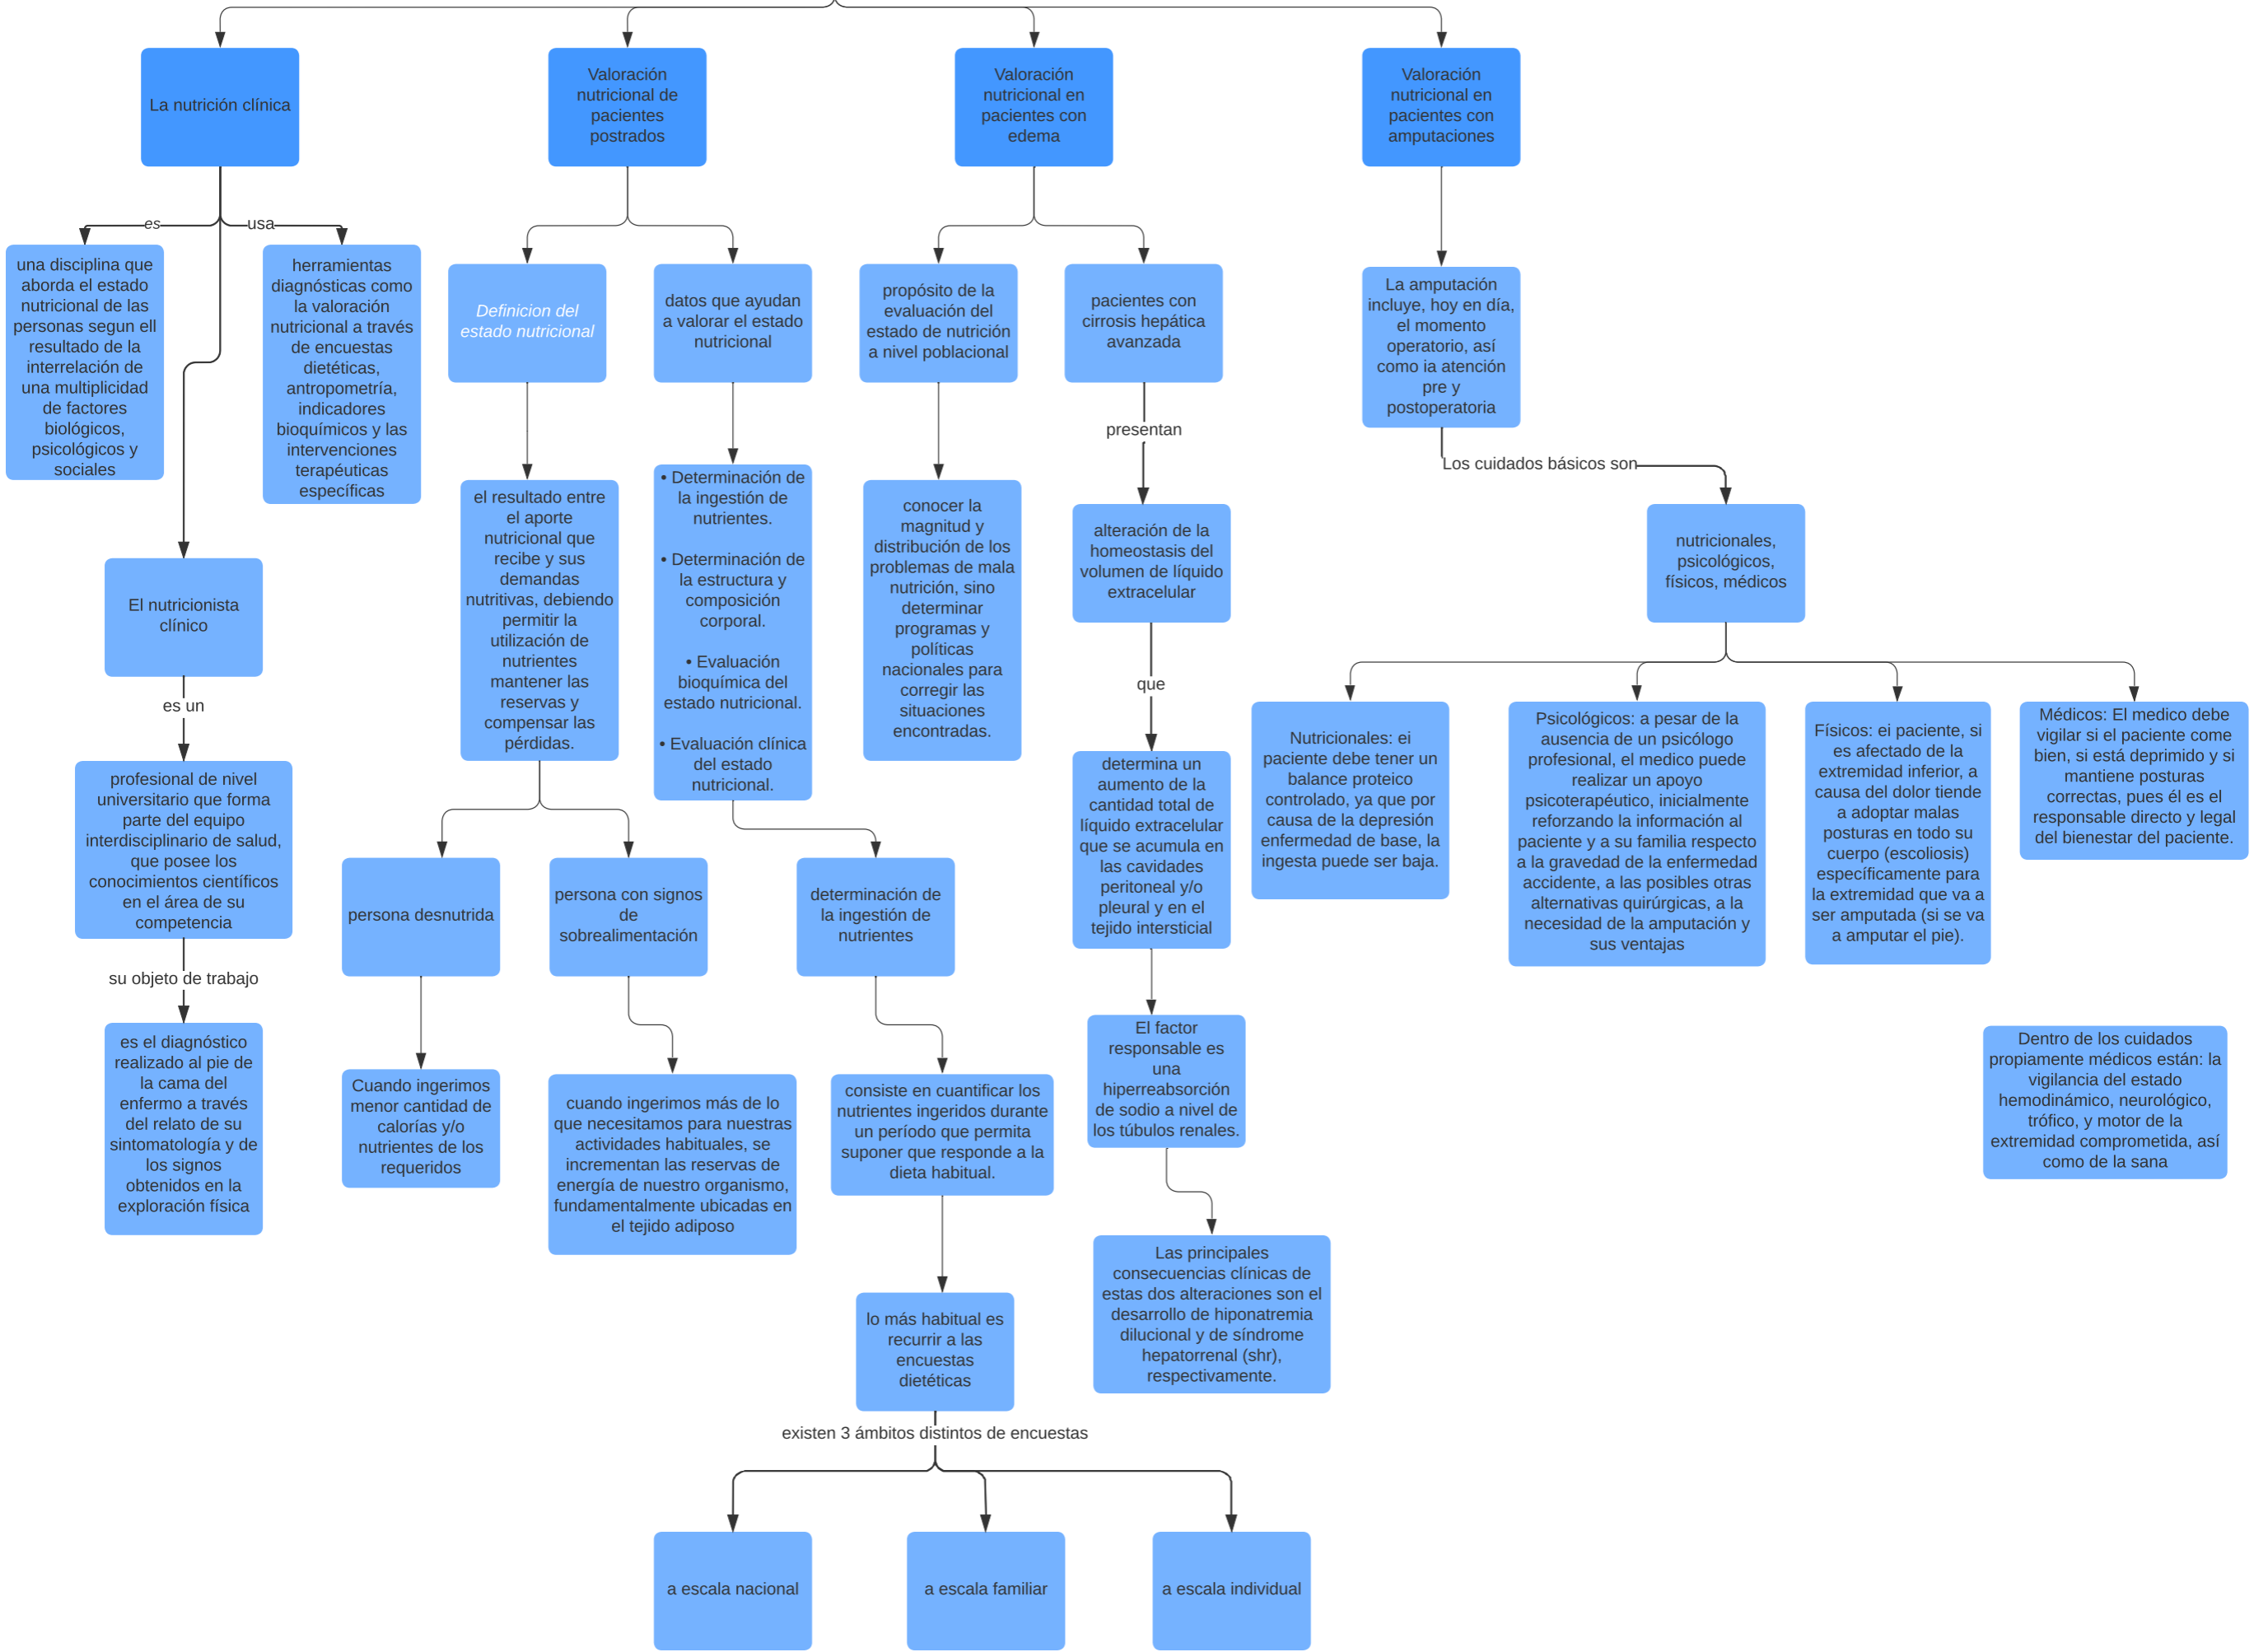 La nutrición clínica
Valoración
nutricional de
pacientes
postrados
Valoración
nutricional en
pacientes con
edema
Valoración
nutricional en
pacientes con
amputaciones
es
usa
una disciplina que
aborda el estado
nutricional de las
personas segun ell
resultado de la
interrelación de
una multiplicidad
de factores
biológicos,
psicológicos y
sociales
herramientas
diagnósticas como
la valoración
nutricional a través
de encuestas
dietéticas,
antropometría,
indicadores
bioquímicos y las
intervenciones
terapéuticas
específicas
El nutricionista
clínico
es un
profesional de nivel
universitario que forma
parte del equipo
interdisciplinario de salud,
que posee los
conocimientos científicos
en el área de su
competencia
su objeto de trabajo
es el diagnóstico
realizado al pie de
la cama del
enfermo a través
del relato de su
sintomatología y de
los signos
obtenidos en la
exploración física
Definicion del
estado nutricional
datos que ayudan
a valorar el estado
nutricional
el resultado entre
el aporte
nutricional que
recibe y sus
demandas
nutritivas, debiendo
permitir la
utilización de
nutrientes
mantener las
reservas y
compensar las
pérdidas.
• Determinación de
la ingestión de
nutrientes.
• Determinación de
la estructura y
composición
corporal.
• Evaluación
bioquímica del
estado nutricional.
• Evaluación clínica
del estado
nutricional.
persona desnutrida
persona con signos
de
sobrealimentación
determinación de
la ingestión de
nutrientes
Cuando ingerimos
menor cantidad de
calorías y/o
nutrientes de los
requeridos
cuando ingerimos más de lo
que necesitamos para nuestras
actividades habituales, se
incrementan las reservas de
energía de nuestro organismo,
fundamentalmente ubicadas en
el tejido adiposo
consiste en cuantificar los
nutrientes ingeridos durante
un período que permita
suponer que responde a la
dieta habitual.
lo más habitual es
recurrir a las
encuestas
dietéticas
existen 3 ámbitos distintos de encuestas
a escala nacional
a escala familiar
a escala individual
propósito de la
evaluación del
estado de nutrición
a nivel poblacional
pacientes con
cirrosis hepática
avanzada
conocer la
magnitud y
distribución de los
problemas de mala
nutrición, sino
determinar
programas y
políticas
nacionales para
corregir las
situaciones
encontradas.
presentan
alteración de la
homeostasis del
volumen de líquido
extracelular
que
determina un
aumento de la
cantidad total de
líquido extracelular
que se acumula en
las cavidades
peritoneal y/o
pleural y en el
tejido intersticial
El factor
responsable es
una
hiperreabsorción
de sodio a nivel de
los túbulos renales.
Las principales
consecuencias clínicas de
estas dos alteraciones son el
desarrollo de hiponatremia
dilucional y de síndrome
hepatorrenal (shr),
respectivamente.
La amputación
incluye, hoy en día,
el momento
operatorio, así
como ia atención
pre y
postoperatoria
Los cuidados básicos son
nutricionales,
psicológicos,
físicos, médicos
Nutricionales: ei
paciente debe tener un
balance proteico
controlado, ya que por
causa de la depresión
enfermedad de base, la
ingesta puede ser baja.
Psicológicos: a pesar de la
ausencia de un psicólogo
profesional, el medico puede
realizar un apoyo
psicoterapéutico, inicialmente
reforzando la información al
paciente y a su familia respecto
a la gravedad de la enfermedad
accidente, a las posibles otras
alternativas quirúrgicas, a la
necesidad de la amputación y
sus ventajas
Físicos: ei paciente, si
es afectado de la
extremidad inferior, a
causa del dolor tiende
a adoptar malas
posturas en todo su
cuerpo (escoliosis)
específicamente para
la extremidad que va a
ser amputada (si se va
a amputar el pie).
Médicos: El medico debe
vigilar si el paciente come
bien, si está deprimido y si
mantiene posturas
correctas, pues él es el
responsable directo y legal
del bienestar del paciente.
Dentro de los cuidados
propiamente médicos están: la
vigilancia del estado
hemodinámico, neurológico,
trófico, y motor de la
extremidad comprometida, así
como de la sana